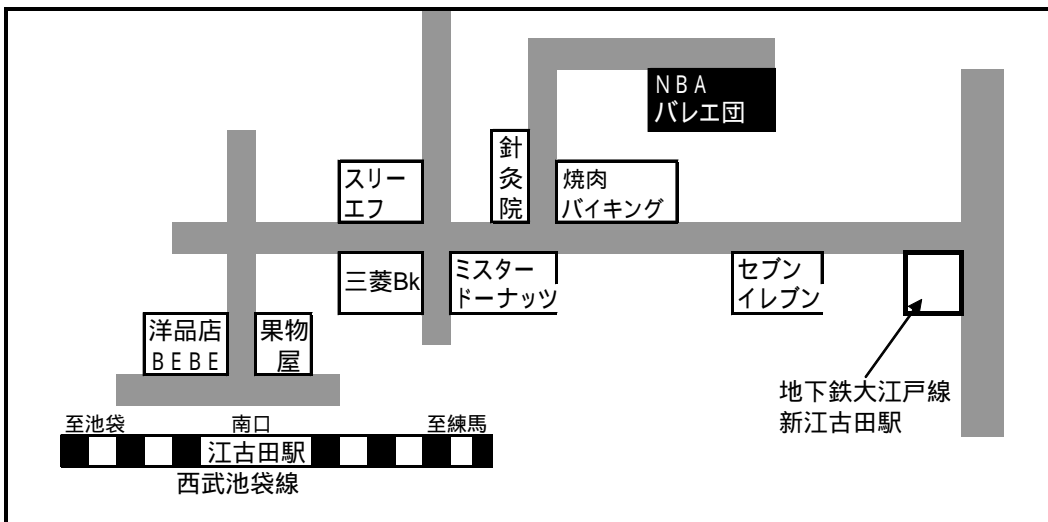 NBA
バレエ団
針
灸
院
スリー
エフ
焼肉
バイキング
三菱Bk
ミスター
ドーナッツ
セブン
イレブン
洋品店
BEBE
果物
屋
地下鉄大江戸線
新江古田駅
至池袋
南口
至練馬
江古田駅
西武池袋線